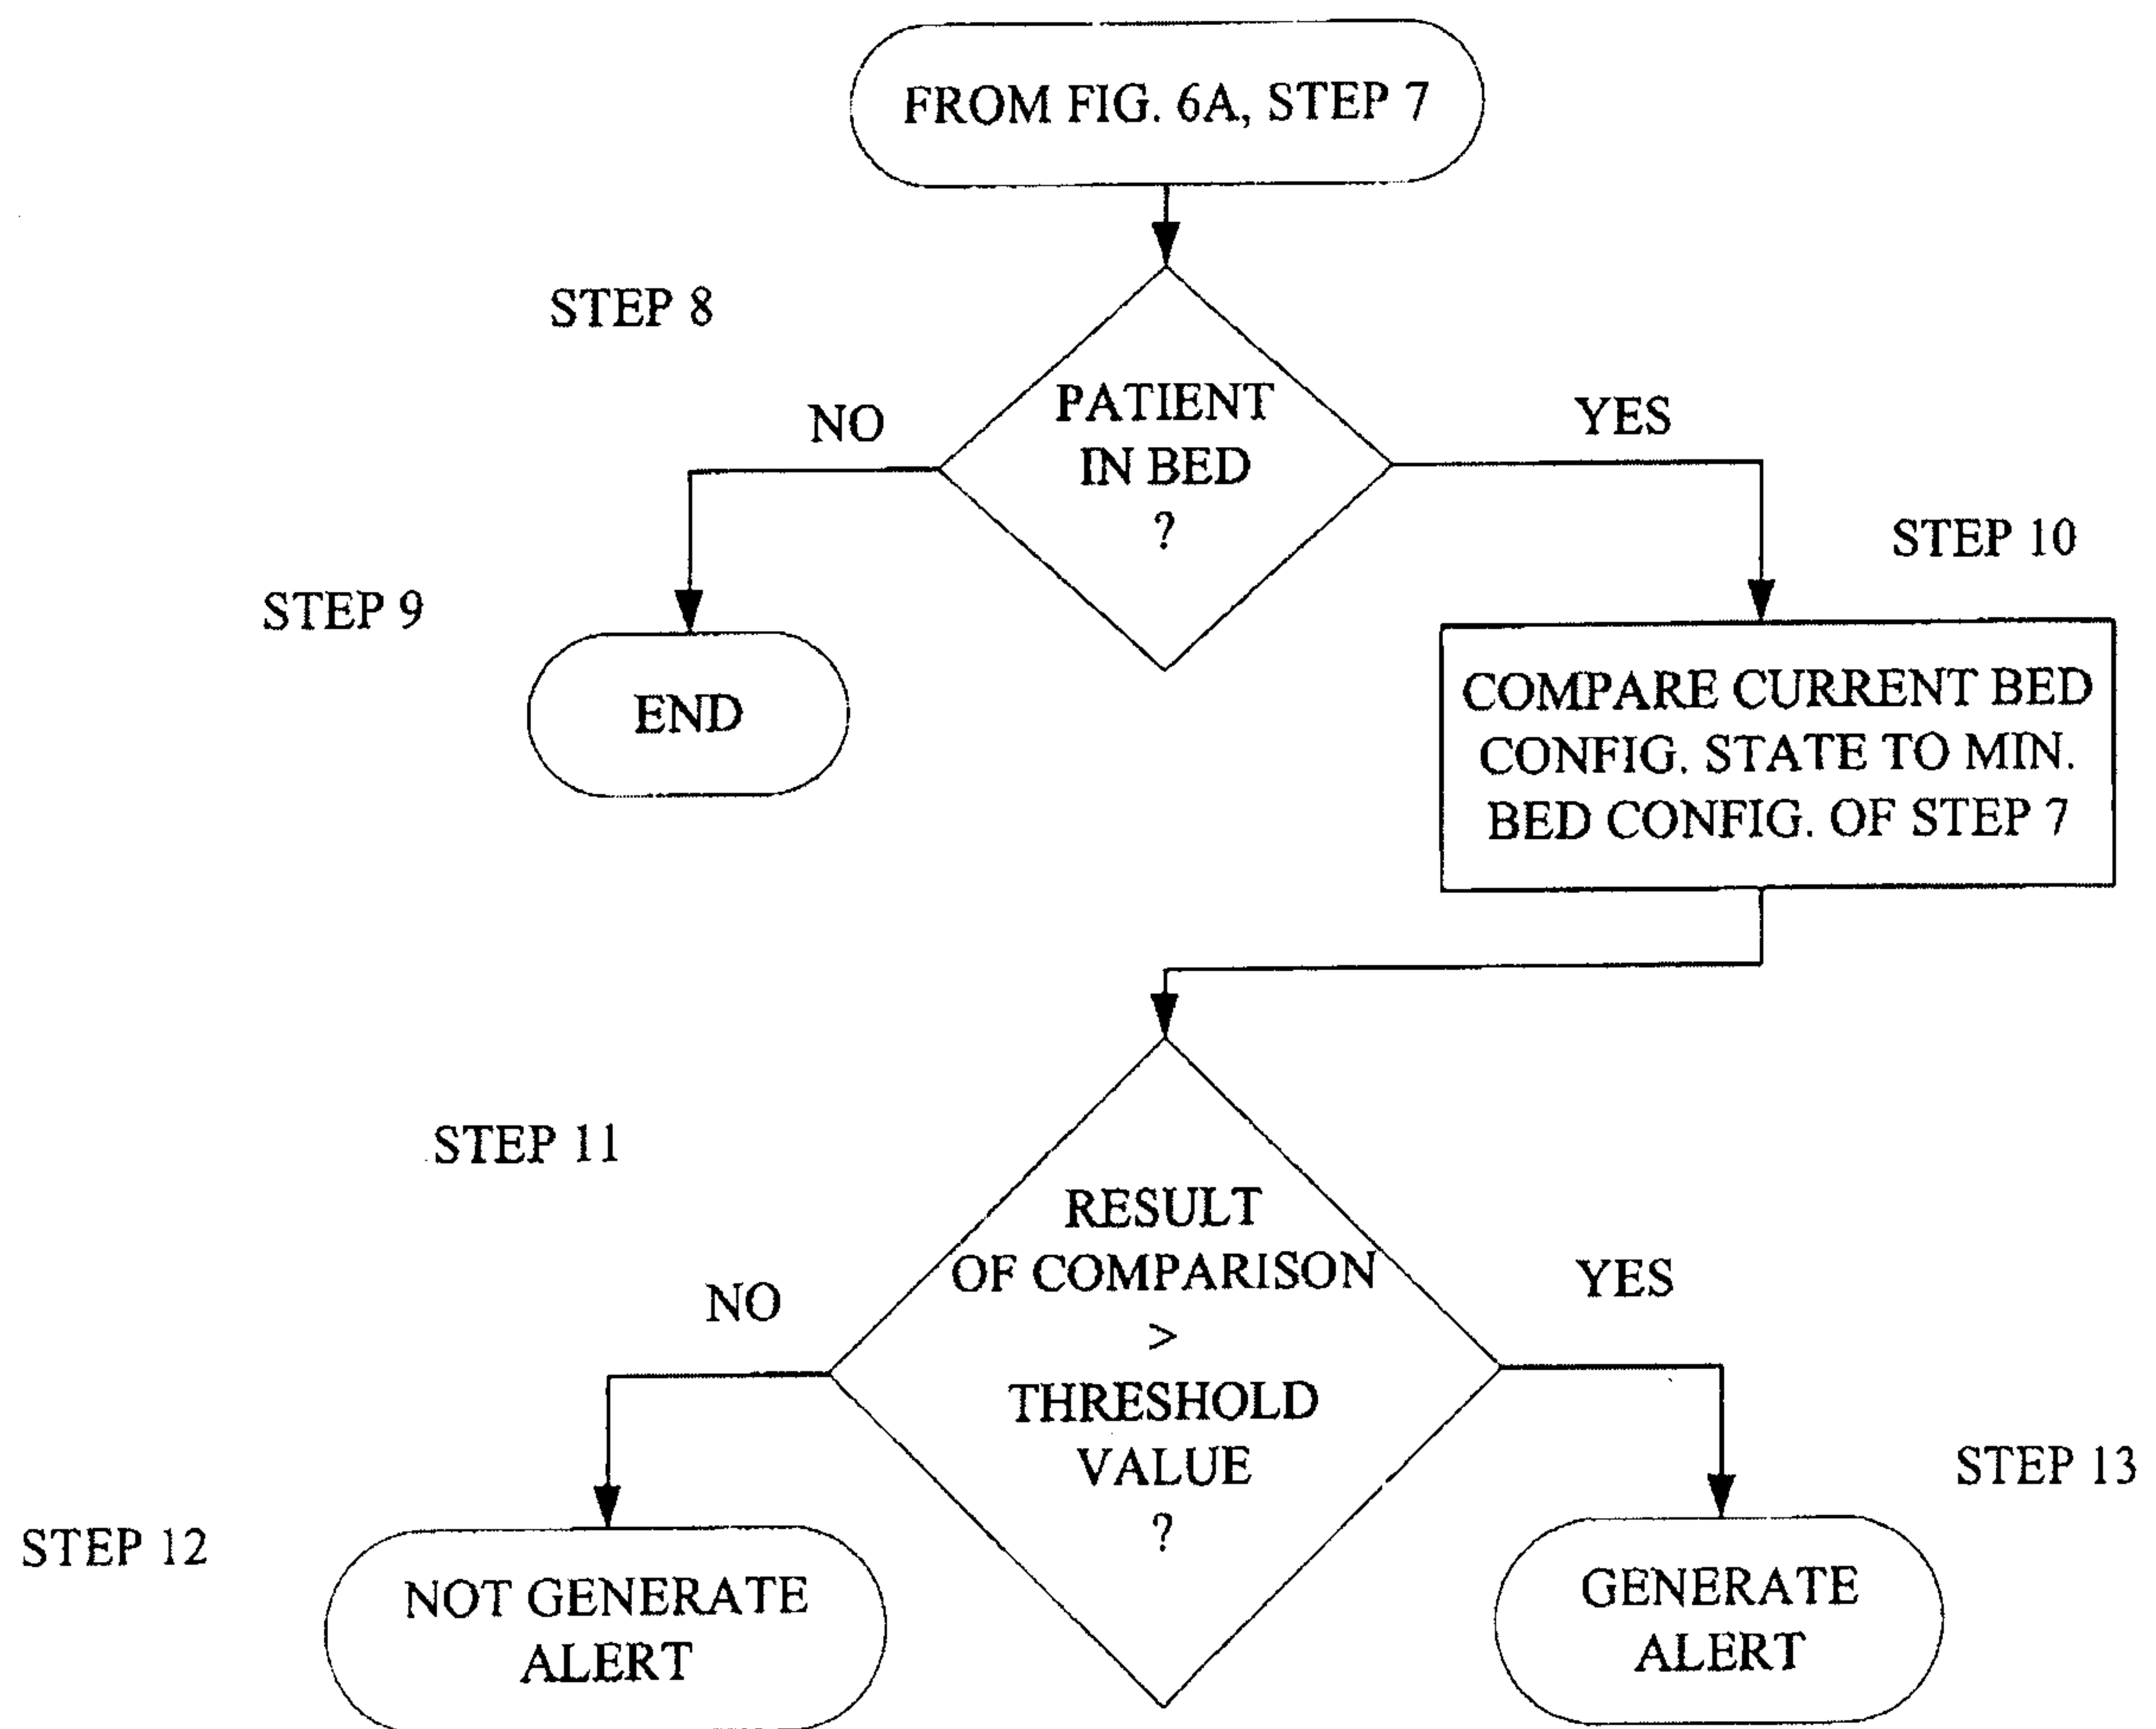 FROM FIG. 6A, STEP 7
STEP 8
PATIENT
IN BED
?
NO
YES
STEP 9
END
STEP 10
COMPARE CURRENT BED
CONFIG. STATE TO MIN.
BED CONFIG. OF STEP 7
STEP 11
RESULT
OF COMPARISON
>
THRESHOLD
VALUE
?
NO
YES
STEP 12
NOT GENERATE
ALERT
STEP 13
GENERATE
ALERT